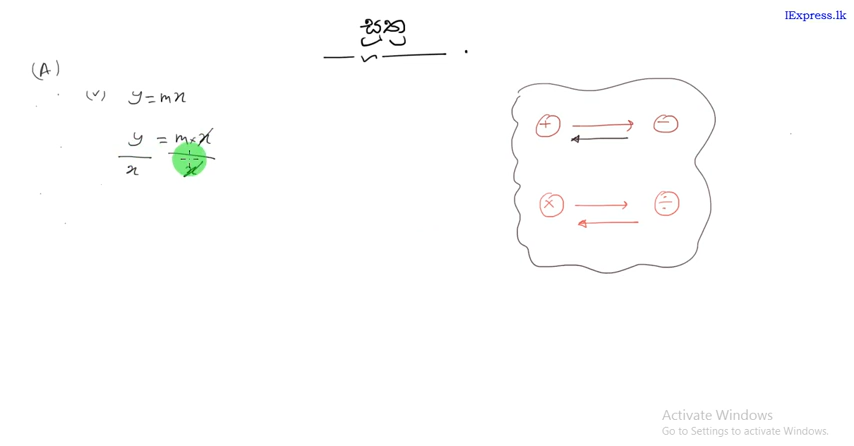 IExpress.lk
සූත්‍ර
(A)
(v) y = mx
y = m × x
x ÷ x
+ −
× ÷
Activate Windows
Go to Settings to activate Windows.